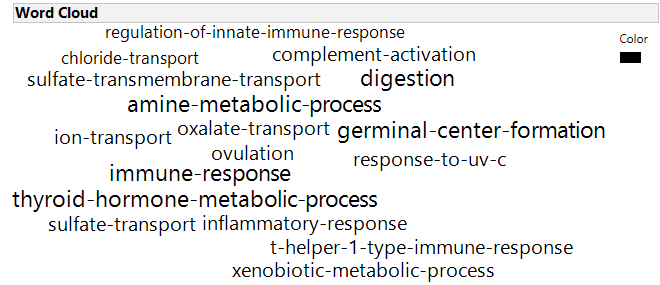 Word Cloud
regulation-of-innate-immune-response
Color
chloride-transport
complement-activation
sulfate-transmembrane-transport
digestion
amine-metabolic-process
ion-transport
oxalate-transport
germinal-center-formation
ovulation
response-to-uv-c
immune-response
thyroid-hormone-metabolic-process
sulfate-transport
inflammatory-response
t-helper-1-type-immune-response
xenobiotic-metabolic-process